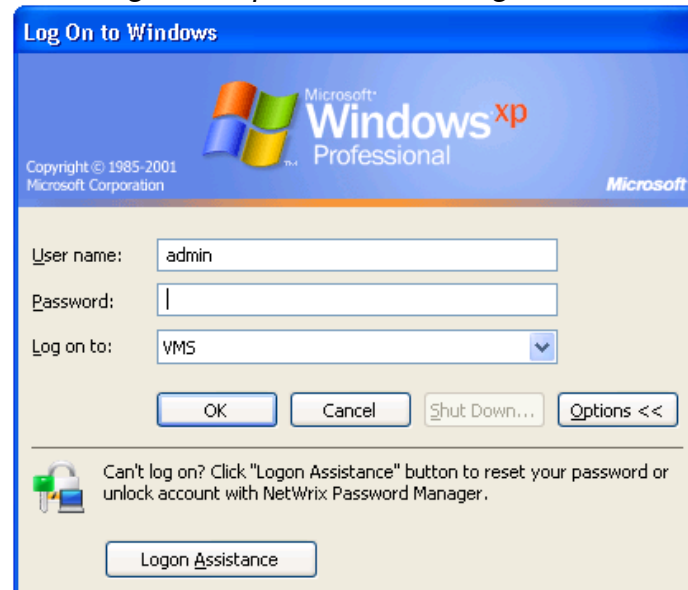 Log On to Windows
Microsoft®
Windows xp
Professional
Copyright © 1985-2001
Microsoft Corporation
Microsoft
User name: admin
Password:
Log on to: VMS
OK Cancel Shut Down... Options <<
Can't log on? Click "Logon Assistance" button to reset your password or
unlock account with NetWrix Password Manager.
Logon Assistance